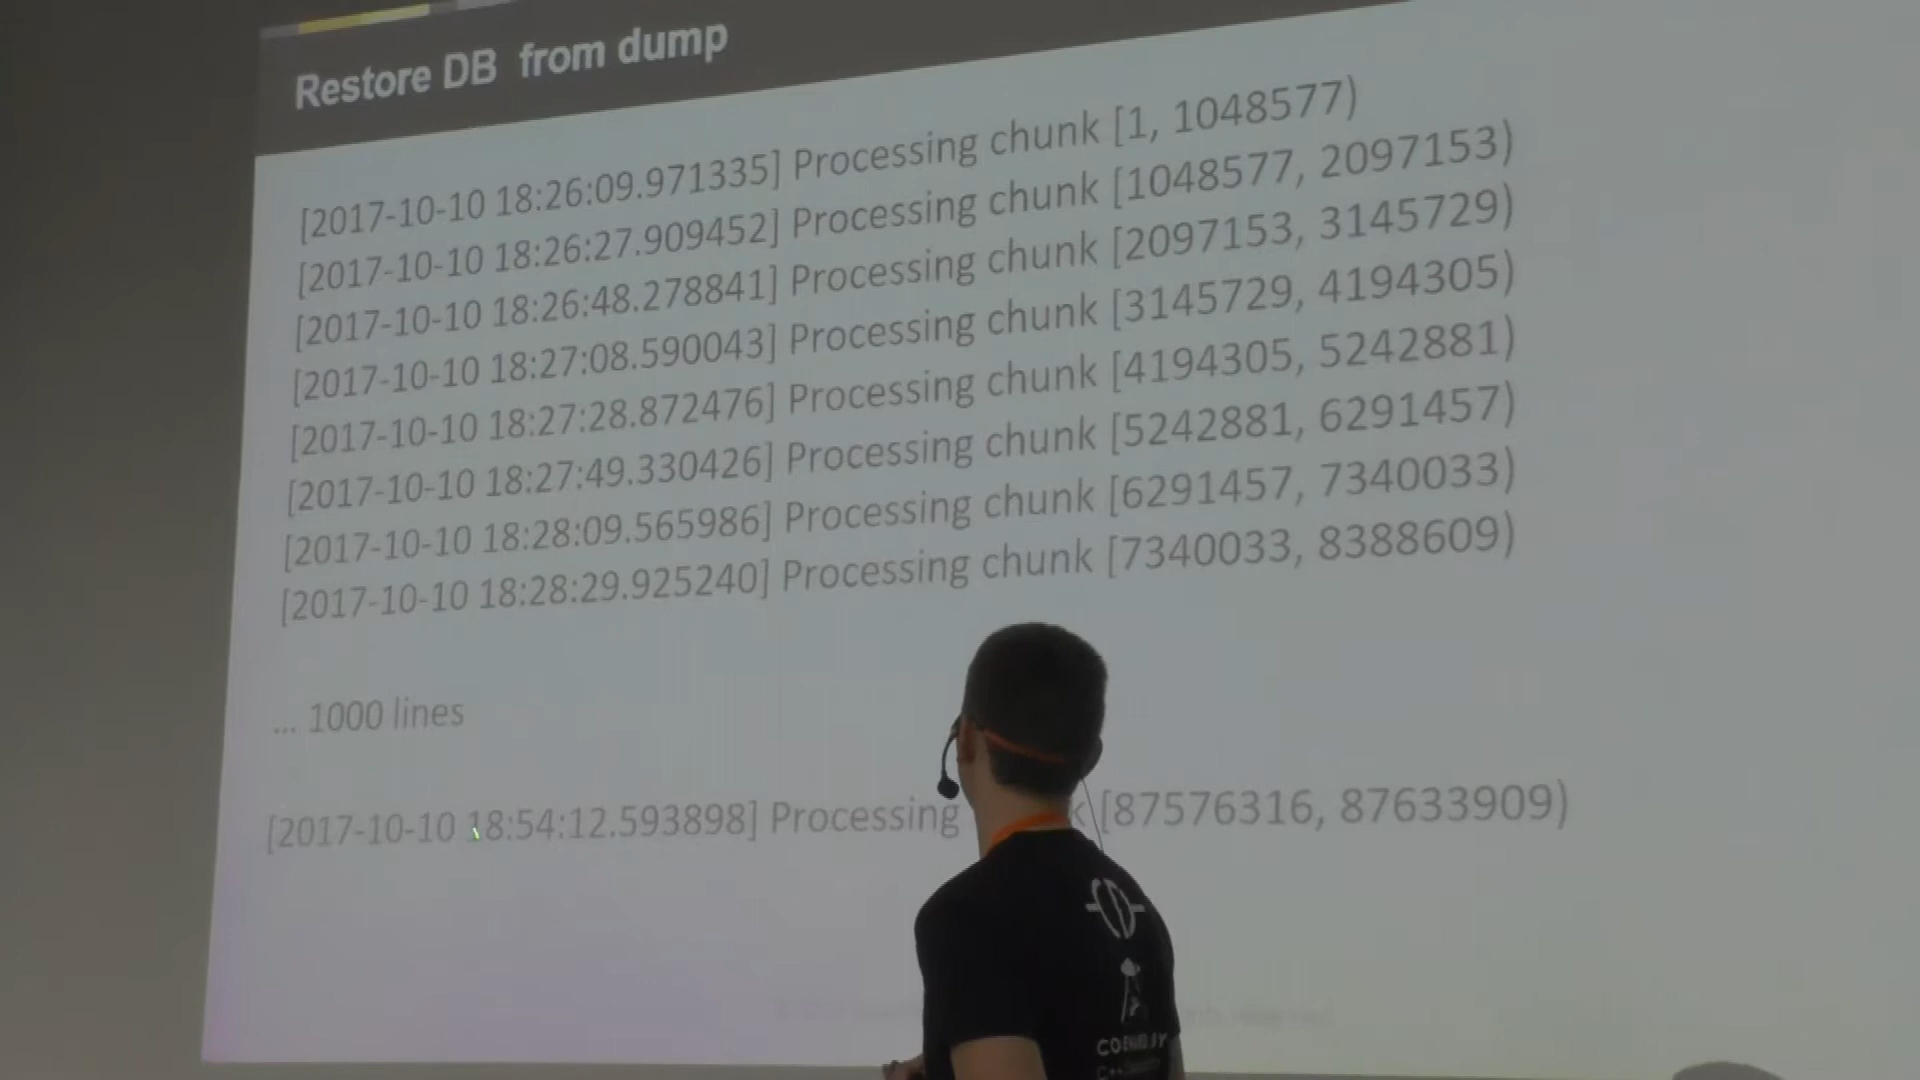 Restore DB from dump
[2017-10-10 18:26:09.971335] Processing chunk [1, 1048577)
[2017-10-10 18:26:27.909452] Processing chunk [1048577, 2097153)
[2017-10-10 18:26:48.278841] Processing chunk [2097153, 3145729)
[2017-10-10 18:27:08.590043] Processing chunk [3145729, 4194305)
[2017-10-10 18:27:28.872476] Processing chunk [4194305, 5242881)
[2017-10-10 18:27:49.330426] Processing chunk [5242881, 6291457)
[2017-10-10 18:28:09.565986] Processing chunk [6291457, 7340033)
[2017-10-10 18:28:29.925240] Processing chunk [7340033, 8388609)
... 1000 lines
[2017-10-10 18:54:12.593898] Processing k [87576316, 87633909)